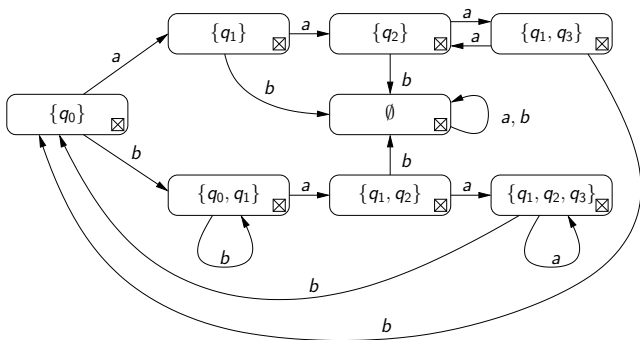 {q₁} a {q₂} a {q₁, q₃}
a
a
b b
{q₀} ∅ a, b
b b
{q₀, q₁} a {q₁, q₂} a {q₁, q₂, q₃}
b a
b
b